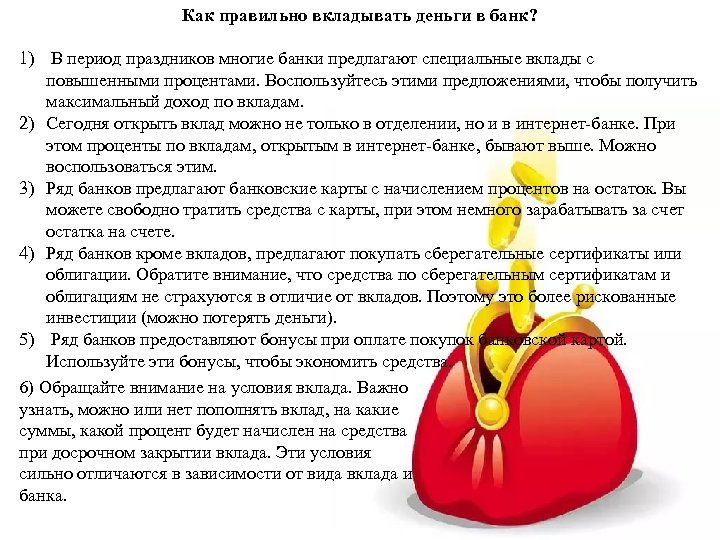 Как правильно вкладывать деньги в банк?
1) В период праздников многие банки предлагают специальные вклады с
повышенными процентами. Воспользуйтесь этими предложениями, чтобы получить
максимальный доход по вкладам.
2) Сегодня открыть вклад можно не только в отделении, но и в интернет-банке. При
этом проценты по вкладам, открытым в интернет-банке, бывают выше. Можно
воспользоваться этим.
3) Ряд банков предлагают банковские карты с начислением процентов на остаток. Вы
можете свободно тратить средства с карты, при этом немного зарабатывать за счет
остатка на счете.
4) Ряд банков кроме вкладов, предлагают покупать сберегательные сертификаты или
облигации. Обратите внимание, что средства по сберегательным сертификатам и
облигациям не страхуются в отличие от вкладов. Поэтому это более рискованные
инвестиции (можно потерять деньги).
5) Ряд банков предоставляют бонусы при оплате покупок банковской картой.
Используйте эти бонусы, чтобы экономить средства.
6) Обращайте внимание на условия вклада. Важно
узнать, можно или нет пополнять вклад, на какие
суммы, какой процент будет начислен на средства
при досрочном закрытии вклада. Эти условия
сильно отличаются в зависимости от вида вклада и
банка.